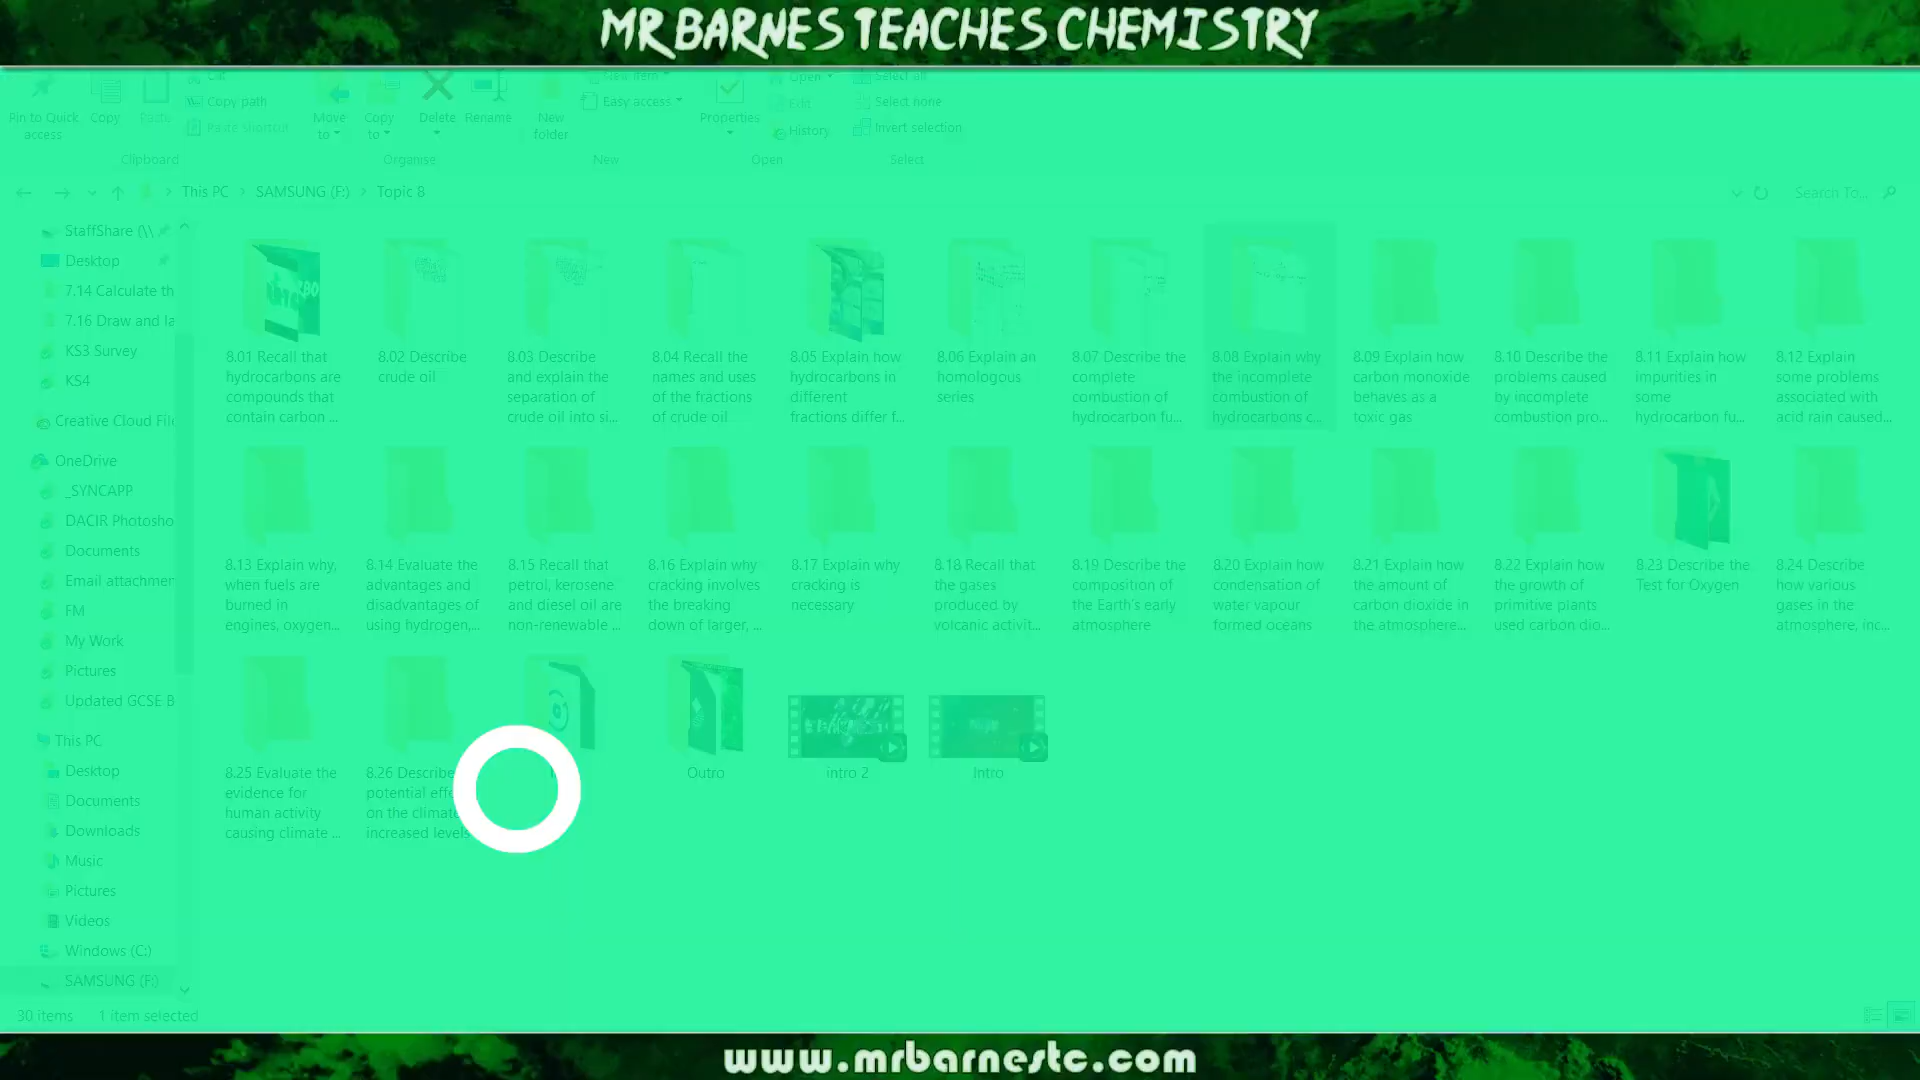 MR BARNES TEACHES CHEMISTRY
Cut
New item
Open
Select all
Copy path
Easy access
Edit
Select none
Pin to Quick access
Copy
Paste
Paste shortcut
Move to
Copy to
Delete
Rename
New folder
Properties
History
Invert selection
Clipboard
Organise
New
Open
Select
This PC > SAMSUNG (F:) > Topic 8
Search To...
StaffShare (\\
Desktop
7.14 Calculate th
7.16 Draw and la
KS3 Survey
KS4
Creative Cloud File
OneDrive
_SYNCAPP
DACIR Photosho
Documents
Email attachmen
FM
My Work
Pictures
Updated GCSE B
This PC
Desktop
Documents
Downloads
Music
Pictures
Videos
Windows (C:)
SAMSUNG (F:)
8.01 Recall that
hydrocarbons are
compounds that
contain carbon ...
8.02 Describe
crude oil
8.03 Describe
and explain the
separation of
crude oil into si...
8.04 Recall the
names and uses
of the fractions
of crude oil
8.05 Explain how
hydrocarbons in
different
fractions differ f...
8.06 Explain an
homologous
series
8.07 Describe the
complete
combustion of
hydrocarbon fu...
8.08 Explain why
the incomplete
combustion of
hydrocarbons c...
8.09 Explain how
carbon monoxide
behaves as a
toxic gas
8.10 Describe the
problems caused
by incomplete
combustion pro...
8.11 Explain how
impurities in
some
hydrocarbon fu...
8.12 Explain
some problems
associated with
acid rain caused...
8.13 Explain why,
when fuels are
burned in
engines, oxygen...
8.14 Evaluate the
advantages and
disadvantages of
using hydrogen,...
8.15 Recall that
petrol, kerosene
and diesel oil are
non-renewable ...
8.16 Explain why
cracking involves
the breaking
down of larger, ...
8.17 Explain why
cracking is
necessary
8.18 Recall that
the gases
produced by
volcanic activit...
8.19 Describe the
composition of
the Earth's early
atmosphere
8.20 Explain how
condensation of
water vapour
formed oceans
8.21 Explain how
the amount of
carbon dioxide in
the atmosphere...
8.22 Explain how
the growth of
primitive plants
used carbon dio...
8.23 Describe the
Test for Oxygen
8.24 Describe
how various
gases in the
atmosphere, inc...
8.25 Evaluate the
evidence for
human activity
causing climate ...
8.26 Describe
potential effe
on the climate
increased levels
Outro
intro 2
Intro
30 items
1 item selected
www.mrbarnestc.com